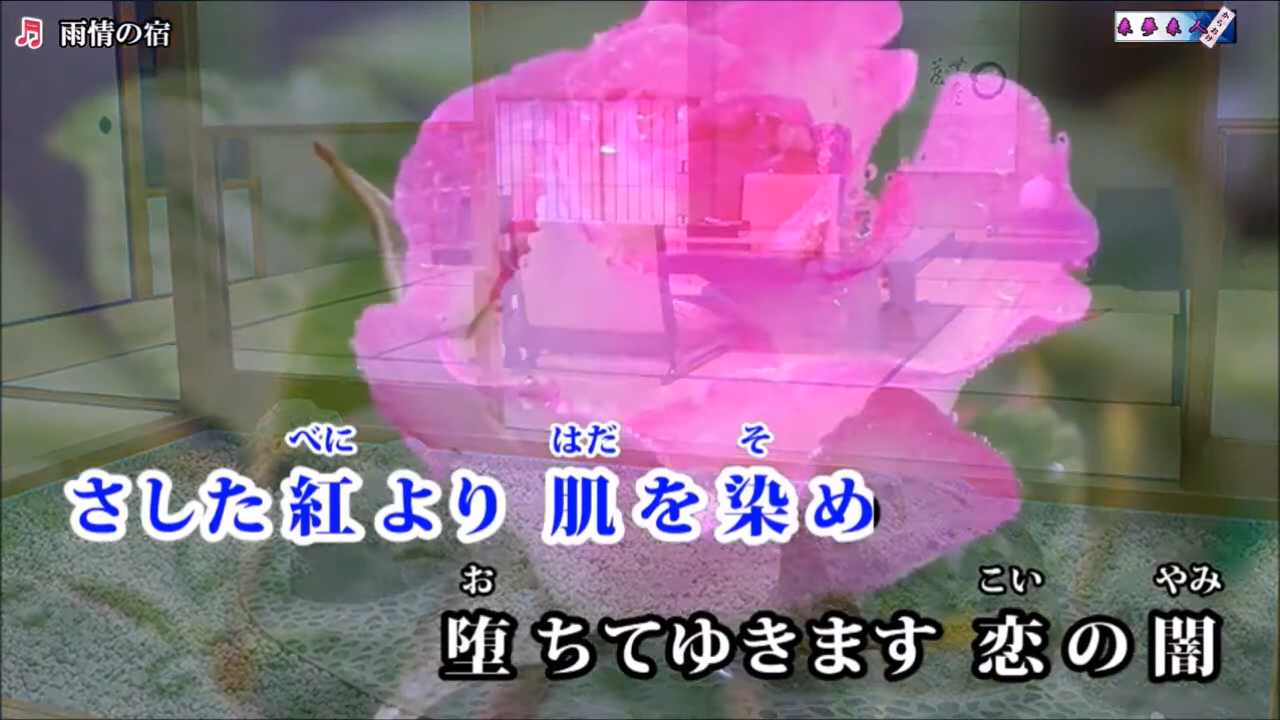 雨情の宿
べに はだ そ
さした紅より 肌を染め
お こい やみ
堕ちてゆきます 恋の闇